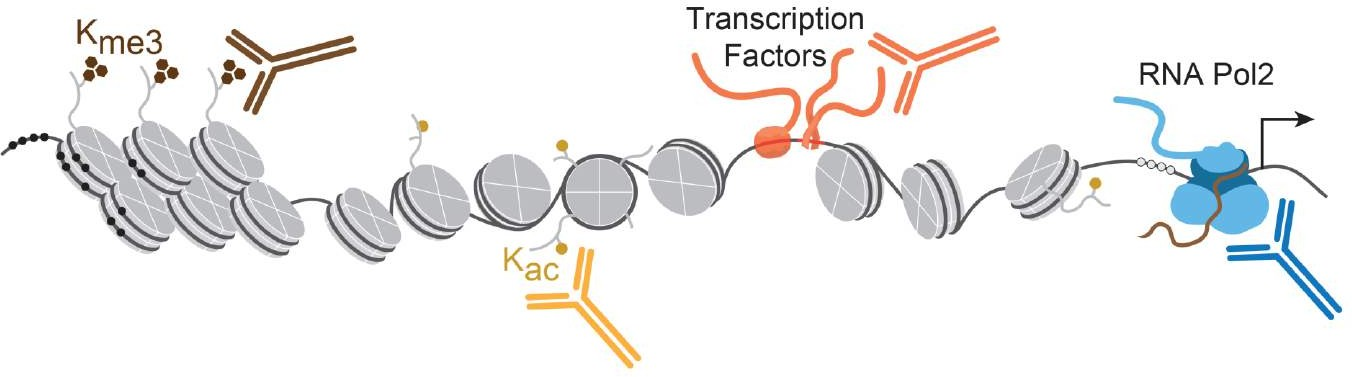 Kme3
Transcription
Factors
RNA Pol2
Kac